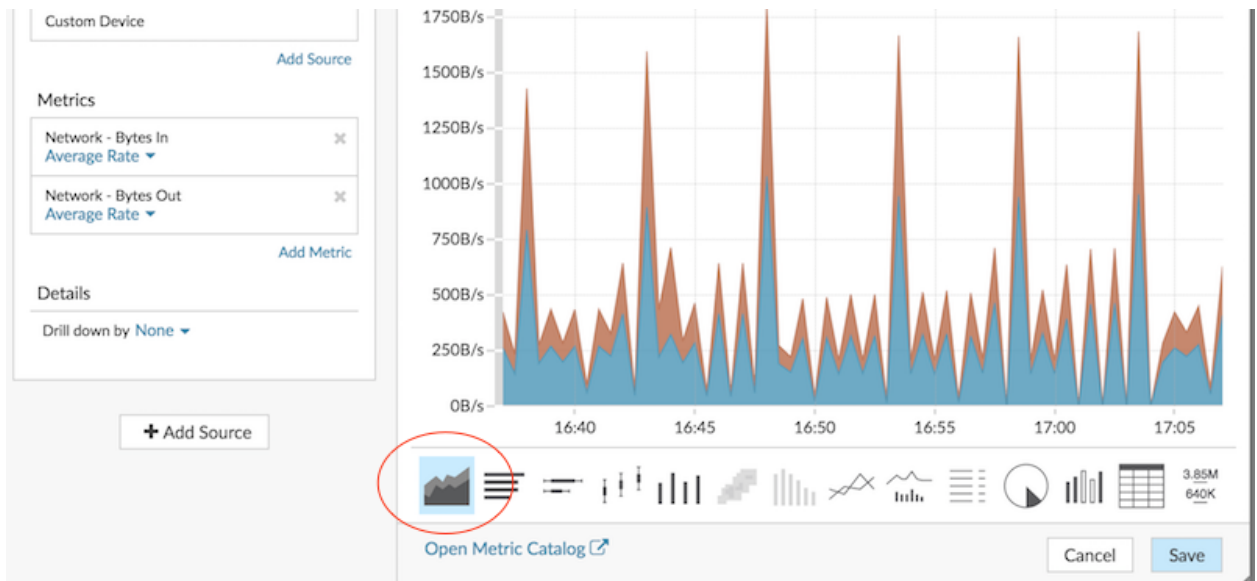 Custom Device
Add Source
Metrics
Network - Bytes In
Average Rate
Network - Bytes Out
Average Rate
Add Metric
Details
Drill down by None
+ Add Source
1750B/s
1500B/s
1250B/s
1000B/s
750B/s
500B/s
250B/s
0B/s
16:40 16:45 16:50 16:55 17:00 17:05
3.85M
640K
Open Metric Catalog
Cancel Save